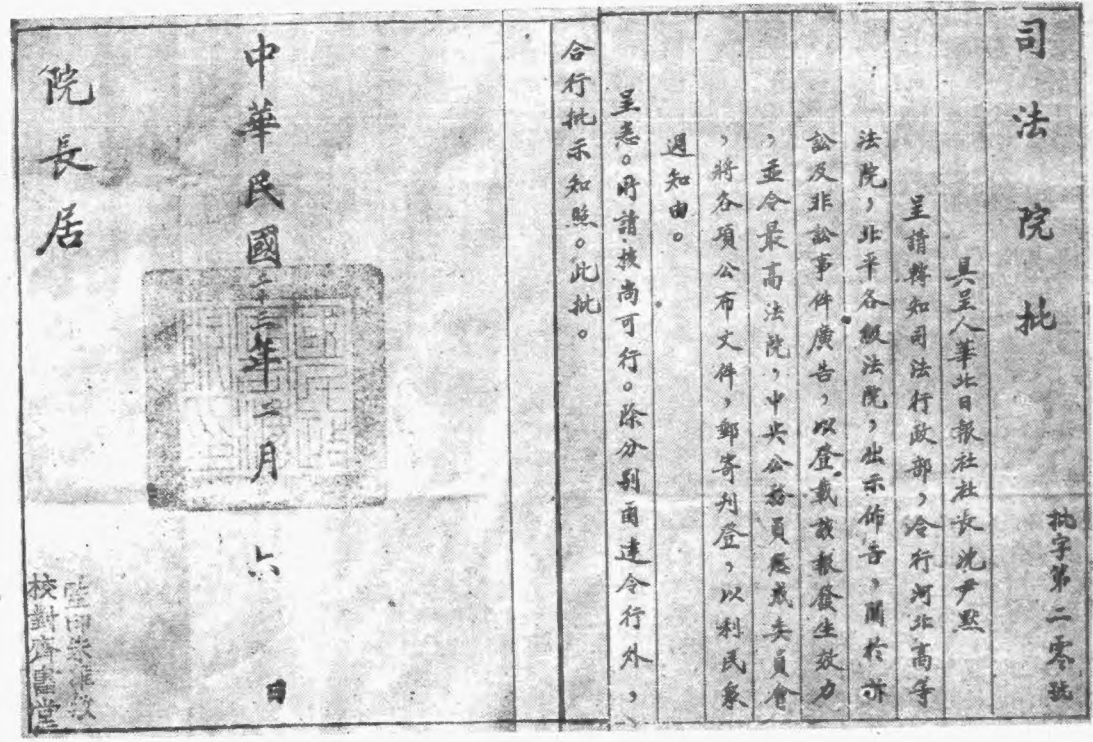 司法院批
批字第二零號
具呈人華北日報社社長沈尹默
呈請轉知司法行政部，咨行河北高等
法院，北平各級法院，出示佈告，關於訴
訟及非訟事件廣告，以登載該報發生效力
，並令最高法院，中央公務員懲戒委員會
，將各項公布文件，郵寄刊登，以利民衆
週知由。
呈悉。所請核尚可行。除分別函達令行外，
合行批示知照。此批。
中華民國二十二年二月六日
院長居
監印朱
校對齊書堂